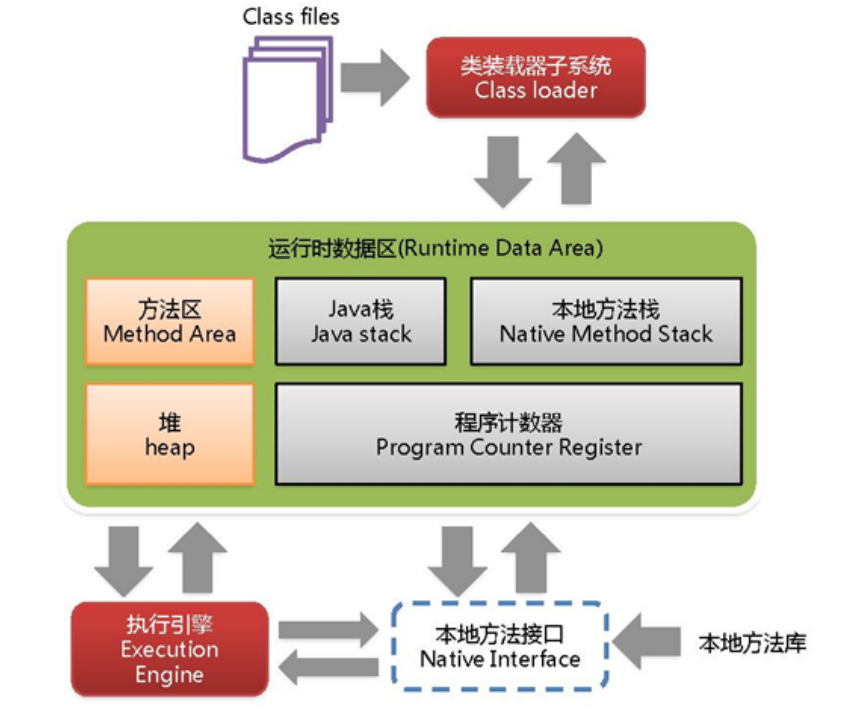 Class files
类装载器子系统
Class loader
运行时数据区(Runtime Data Area)
方法区
Method Area
Java栈
Java stack
本地方法栈
Native Method Stack
堆
heap
程序计数器
Program Counter Register
执行引擎
Execution
Engine
本地方法接口
Native Interface
本地方法库